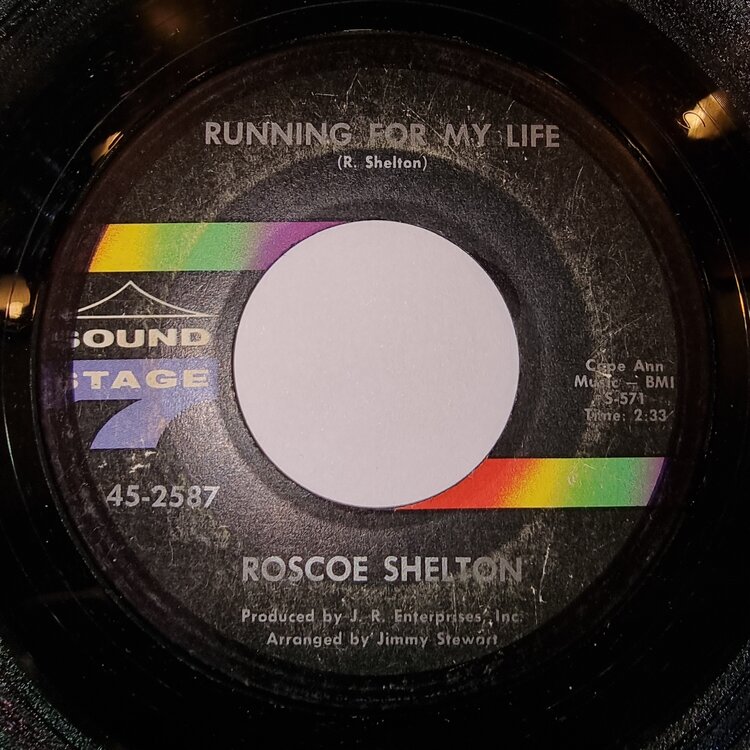 RUNNING FOR MY LIFE
(R. Shelton)
SOUND
STAGE
7
Cape Ann
Music - BMI
S-571
Time: 2:33
45-2587
ROSCOE SHELTON
Produced by J. R. Enterprises, Inc.
Arranged by Jimmy Stewart